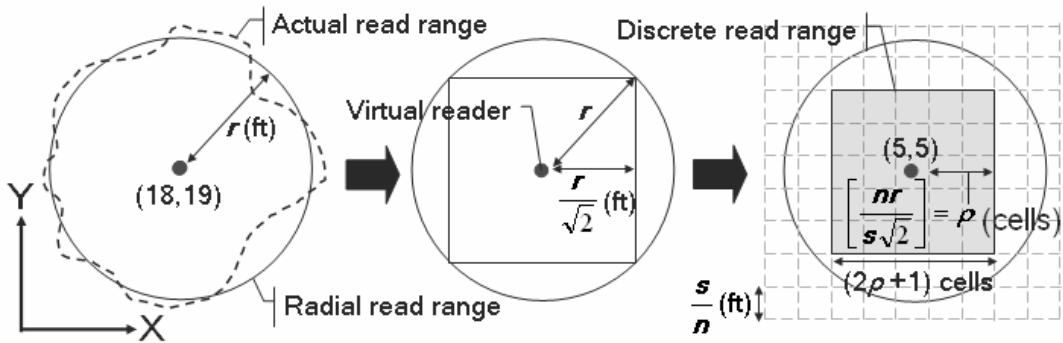 Actual read range
r (ft)
(18,19)
Y
X
Radial read range
Virtual reader
r
r/√2 (ft)
Discrete read range
(5,5)
[nr/s√2] = ρ (cells)
(2ρ+1) cells
s/n (ft)